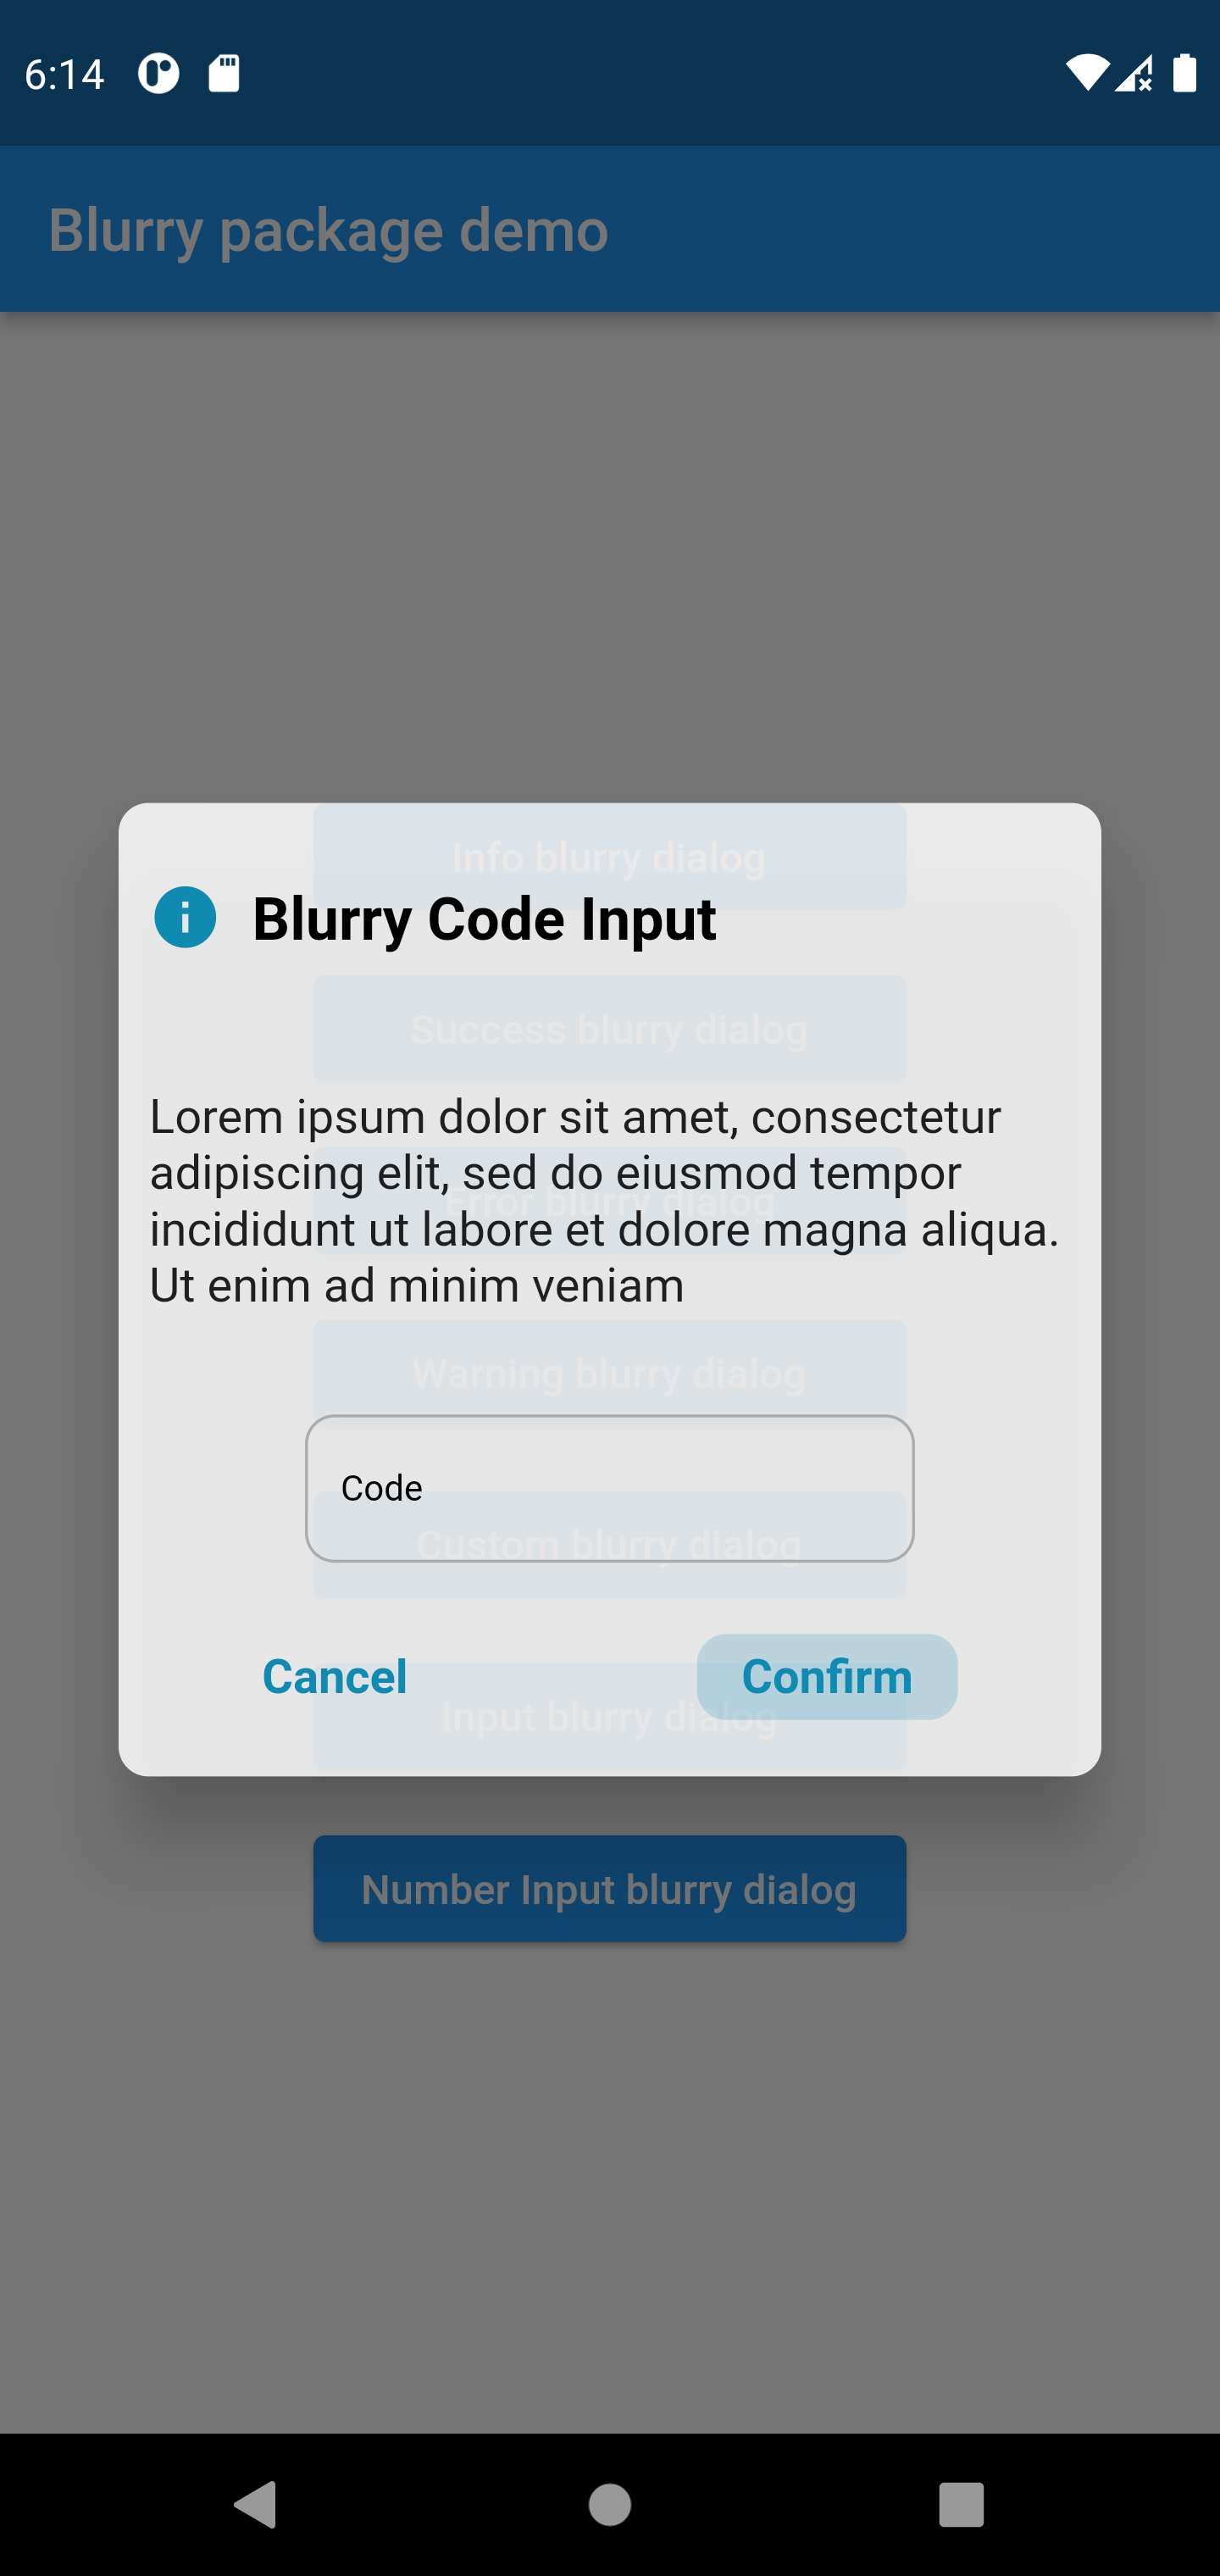 6:14
Blurry package demo
Info blurry dialog
Blurry Code Input
Success blurry dialog
Lorem ipsum dolor sit amet, consectetur
adipiscing elit, sed do eiusmod tempor
Error blurry dialog
incididunt ut labore et dolore magna aliqua.
Ut enim ad minim veniam
Warning blurry dialog
Code
Custom blurry dialog
Cancel
Confirm
Input blurry dialog
Number Input blurry dialog